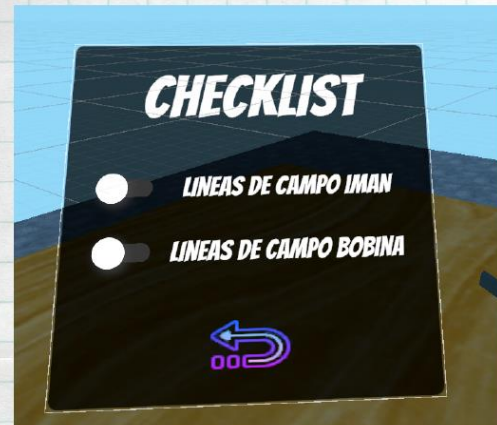 CHECKLIST
LINEAS DE CAMPO IMAN
LINEAS DE CAMPO BOBINA